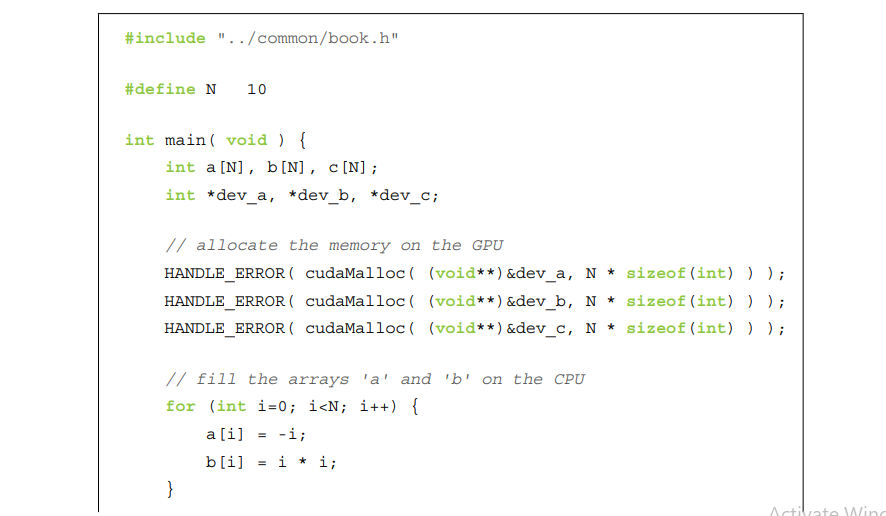 #include "../common/book.h"
#define N   10
int main( void ) {
    int a[N], b[N], c[N];
    int *dev_a, *dev_b, *dev_c;
    // allocate the memory on the GPU
    HANDLE_ERROR( cudaMalloc( (void**)&dev_a, N * sizeof(int) ) );
    HANDLE_ERROR( cudaMalloc( (void**)&dev_b, N * sizeof(int) ) );
    HANDLE_ERROR( cudaMalloc( (void**)&dev_c, N * sizeof(int) ) );
    // fill the arrays 'a' and 'b' on the CPU
    for (int i=0; i<N; i++) {
        a[i] = -i;
        b[i] = i * i;
    }
Activate Wind